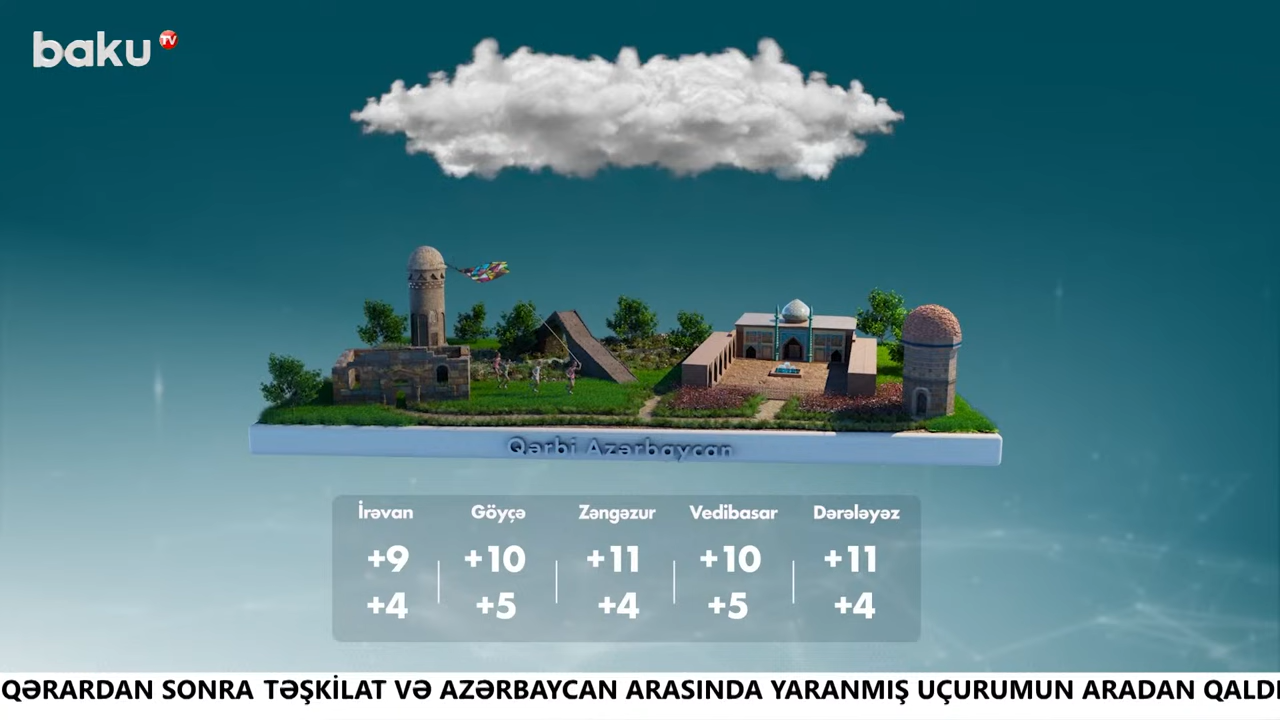 baku TV
Qərbi Azərbaycan
İrəvan Göyçə Zəngəzur Vedibasar Dərələyəz
+9 +10 +11 +10 +11
+4 +5 +4 +5 +4
QƏRARDAN SONRA TƏŞKİLAT VƏ AZƏRBAYCAN ARASINDA YARANMIŞ UÇURUMUN ARADAN QALDI